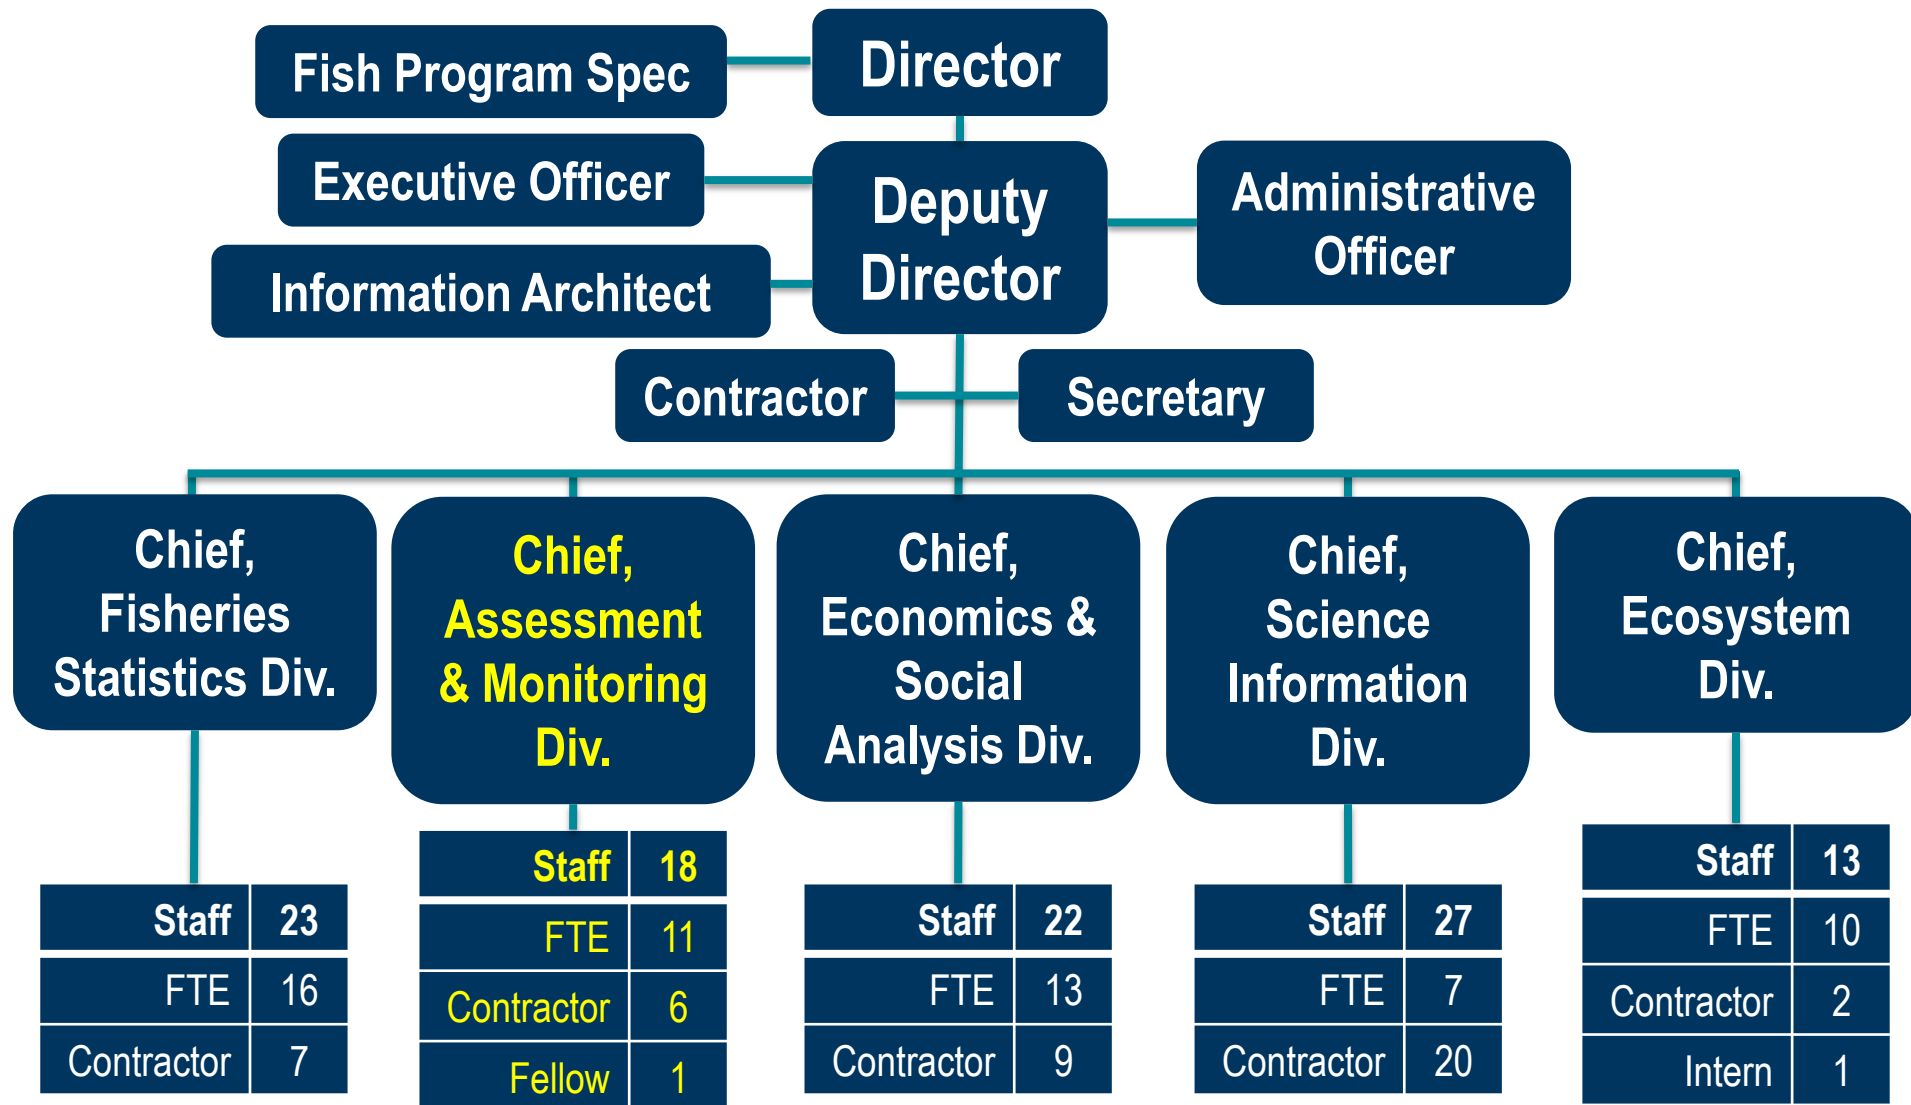 Fish Program Spec
Director
Executive Officer
Deputy
Director
Administrative
Officer
Information Architect
Contractor
Secretary
Chief,
Fisheries
Statistics Div.
Chief,
Assessment
& Monitoring
Div.
Chief,
Economics &
Social
Analysis Div.
Chief,
Science
Information
Div.
Chief,
Ecosystem
Div.
Staff 23
FTE 16
Contractor 7
Staff 18
FTE 11
Contractor 6
Fellow 1
Staff 22
FTE 13
Contractor 9
Staff 27
FTE 7
Contractor 20
Staff 13
FTE 10
Contractor 2
Intern 1